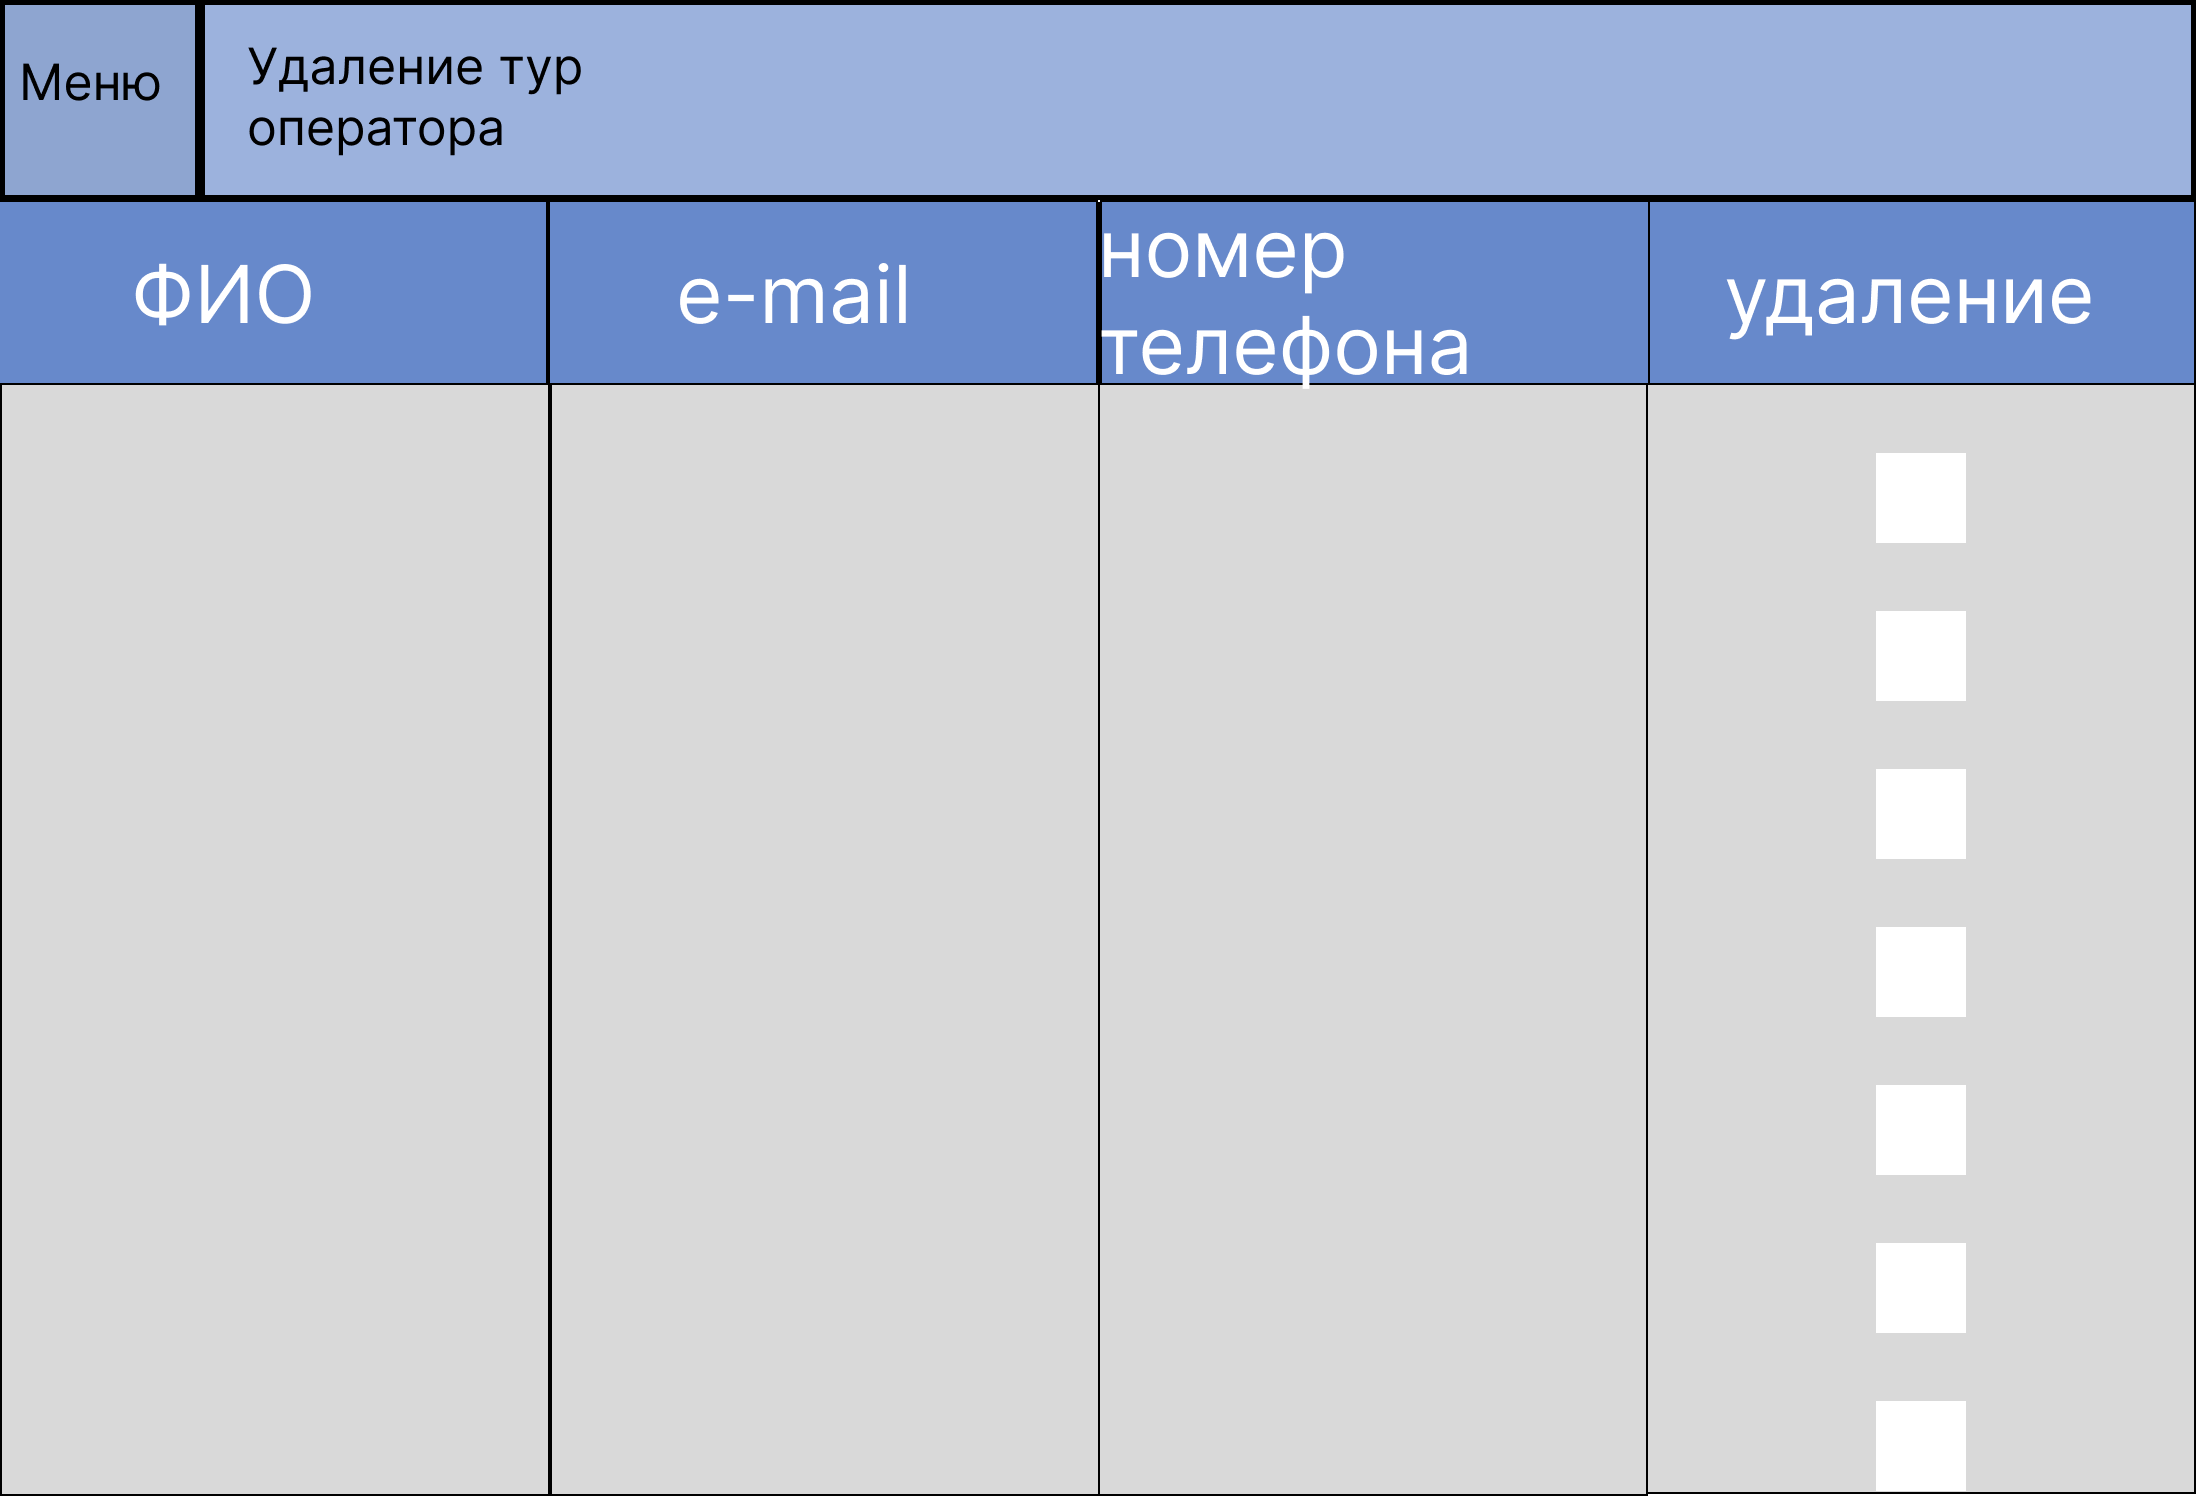 Меню
Удаление тур
оператора
ФИО
e-mail
номер
телефона
удаление